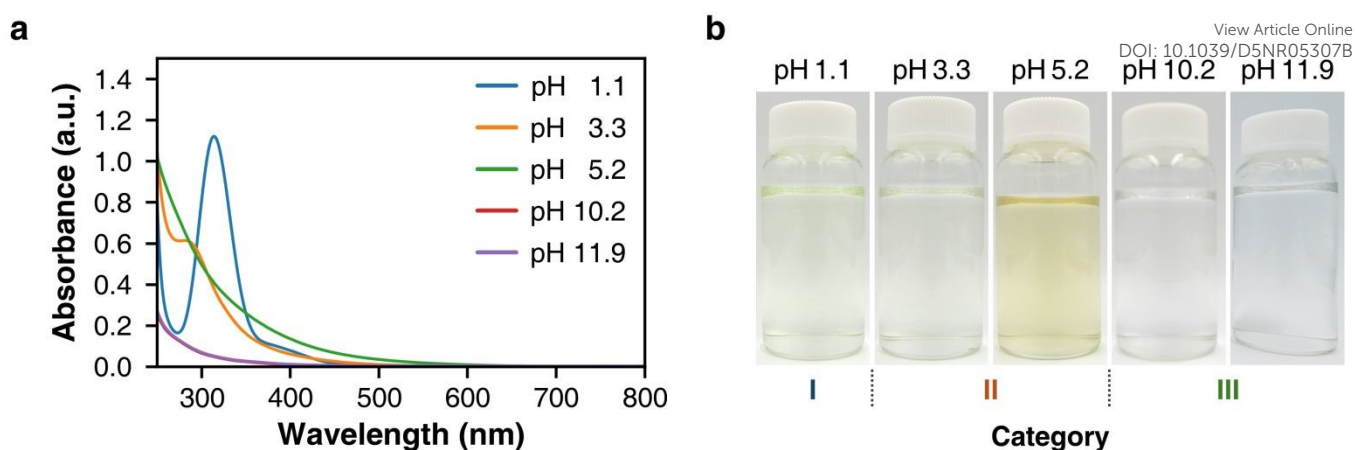 a
Absorbance (a.u.)
1.4
1.2
1.0
0.8
0.6
0.4
0.2
0.0
300 400 500 600 700 800
Wavelength (nm)
pH 1.1
pH 3.3
pH 5.2
pH 10.2
pH 11.9
b
View Article Online
DOI: 10.1039/D5NR05307B
pH 1.1 pH 3.3 pH 5.2 pH 10.2 pH 11.9
I II III
Category